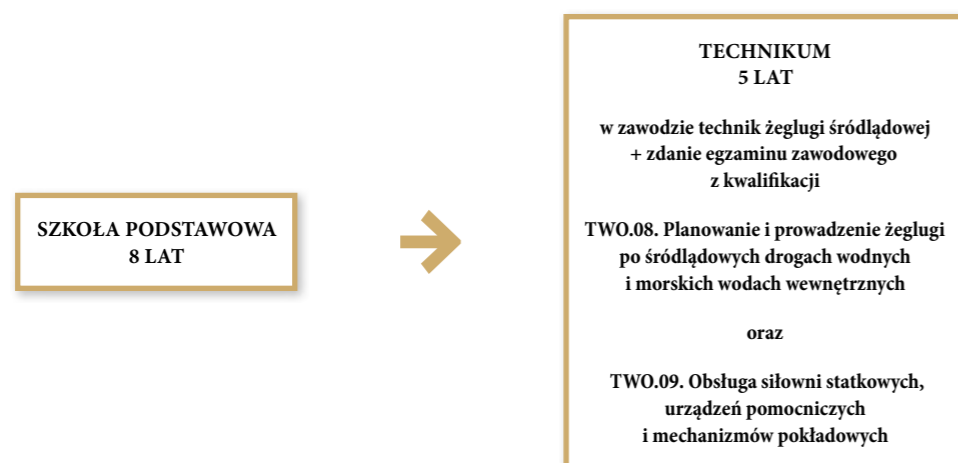 SZKOŁA PODSTAWOWA
8 LAT
TECHNIKUM
5 LAT
w zawodzie technik żeglugi śródlądowej
+ zdanie egzaminu zawodowego
z kwalifikacji
TWO.08. Planowanie i prowadzenie żeglugi
po śródlądowych drogach wodnych
i morskich wodach wewnętrznych
oraz
TWO.09. Obsługa siłowni statkowych,
urządzeń pomocniczych
i mechanizmów pokładowych